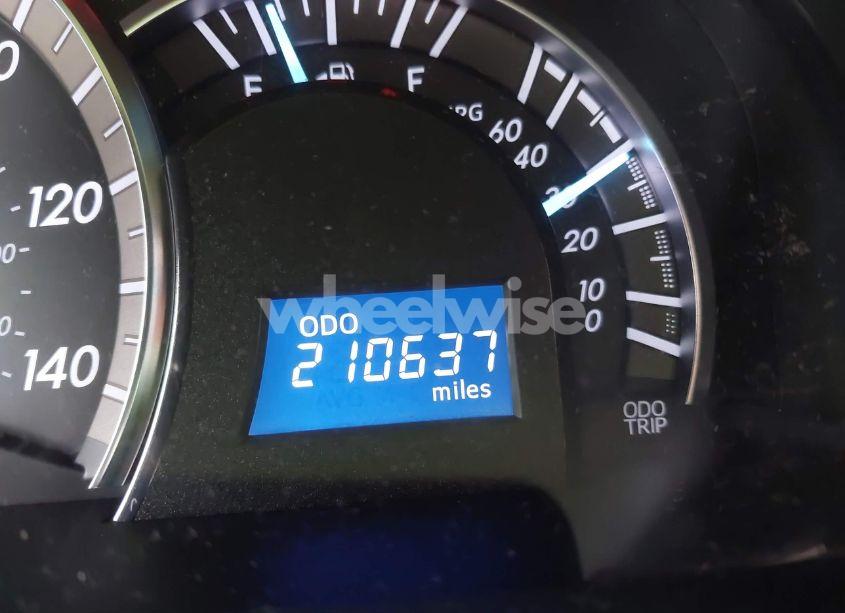 E F
MPG
60
40
30
20
10
0
120
140
wheelwise
ODO
210637
miles
ODO
TRIP